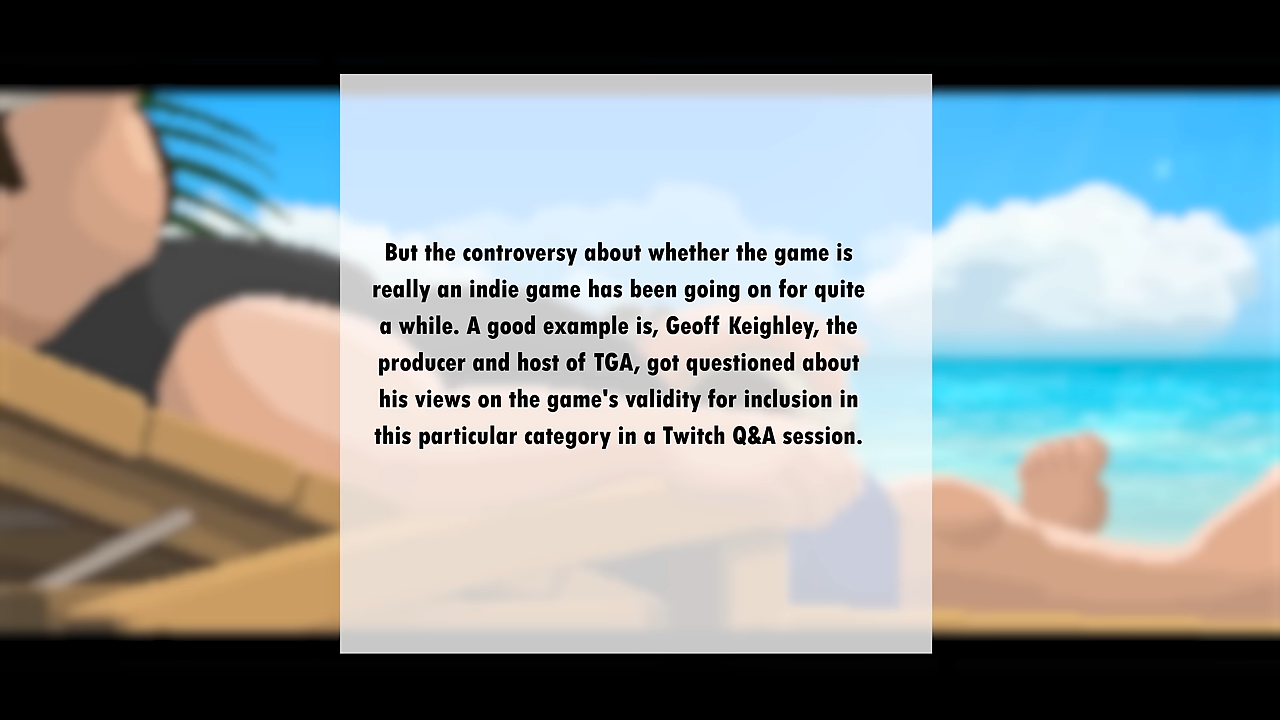 But the controversy about whether the game is
really an indie game has been going on for quite
a while. A good example is, Geoff Keighley, the
producer and host of TGA, got questioned about
his views on the game's validity for inclusion in
this particular category in a Twitch Q&A session.